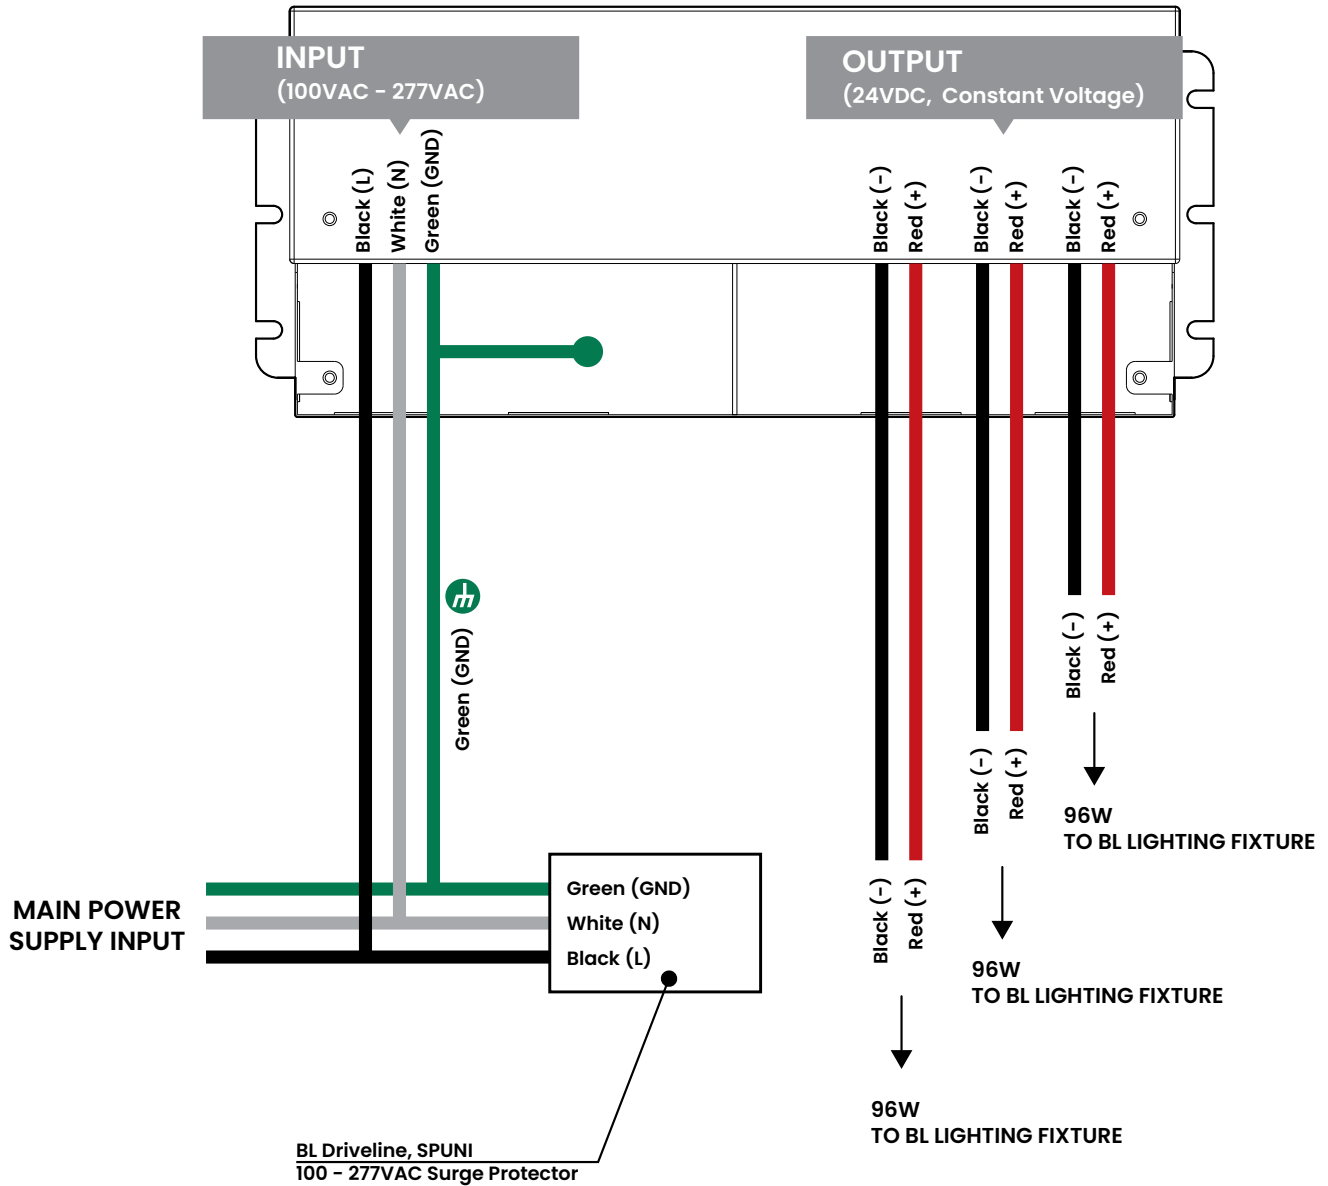 INPUT
(100VAC - 277VAC)
OUTPUT
(24VDC, Constant Voltage)
Black (L)
White (N)
Green (GND)
Black (-)
Red (+)
Black (-)
Red (+)
Black (-)
Red (+)
Green (GND)
Black (-)
Red (+)
96W
TO BL LIGHTING FIXTURE
Black (-)
Red (+)
96W
TO BL LIGHTING FIXTURE
Black (-)
Red (+)
96W
TO BL LIGHTING FIXTURE
MAIN POWER
SUPPLY INPUT
Green (GND)
White (N)
Black (L)
BL Driveline, SPUNI
100 - 277VAC Surge Protector